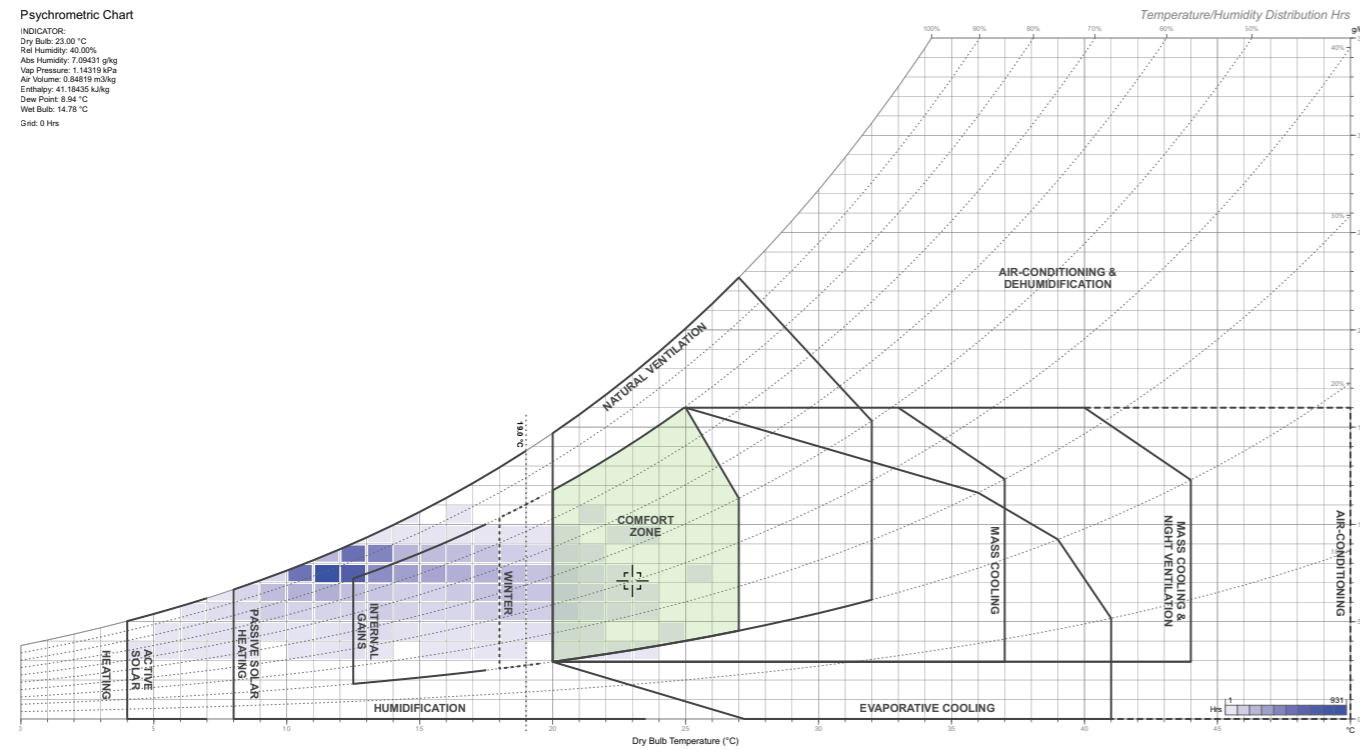 Psychrometric Chart
INDICATOR:
Dry Bulb: 23.00 °C
Rel Humidity: 40.00%
Abs Humidity: 7.09431 g/kg
Vap Pressure: 1.14319 kPa
Air Volume: 0.84819 m3/kg
Enthalpy: 41.18435 kJ/kg
Dew Point: 8.94 °C
Wet Bulb: 14.78 °C
Grid: 0 Hrs
Temperature/Humidity Distribution Hrs
100%
90%
80%
70%
60%
50%
40%
30%
20%
AIR-CONDITIONING &
DEHUMIDIFICATION
NATURAL VENTILATION
19.0 °C
COMFORT
ZONE
WINTER
INTERNAL
GAINS
PASSIVE SOLAR
HEATING
ACTIVE
SOLAR
HEATING
HUMIDIFICATION
EVAPORATIVE COOLING
MASS COOLING
MASS COOLING &
NIGHT VENTILATION
AIR-CONDITIONING
Hrs
1
931
5
10
15
20
25
30
35
40
45
°C
Dry Bulb Temperature (°C)